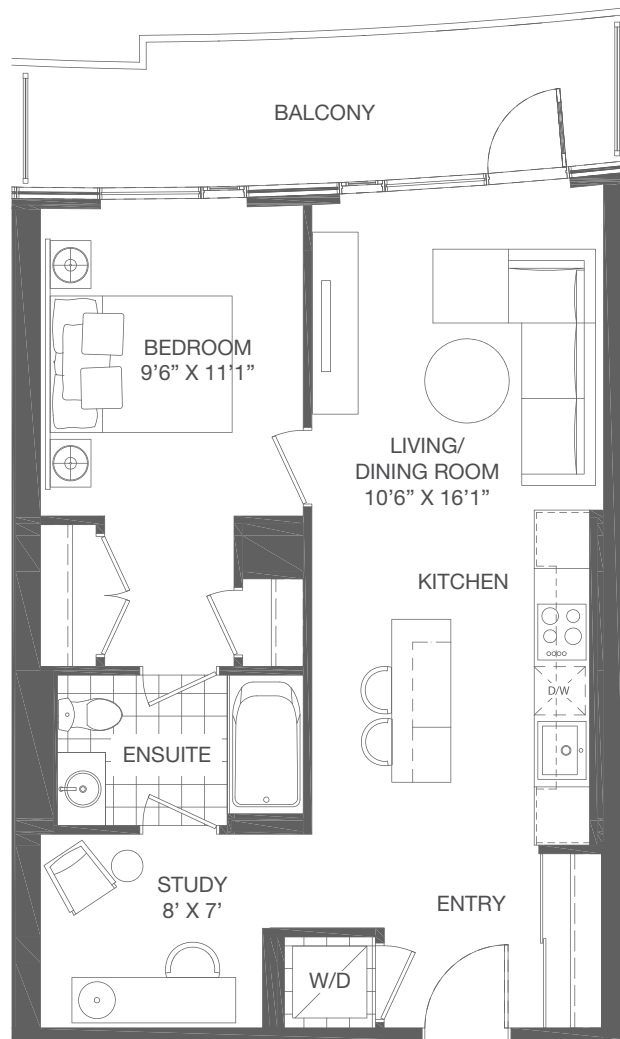 BALCONY
BEDROOM
9’6” X 11’1”
LIVING/
DINING ROOM
10’6” X 16’1”
KITCHEN
D/W
ENSUITE
STUDY
8’ X 7’
ENTRY
W/D